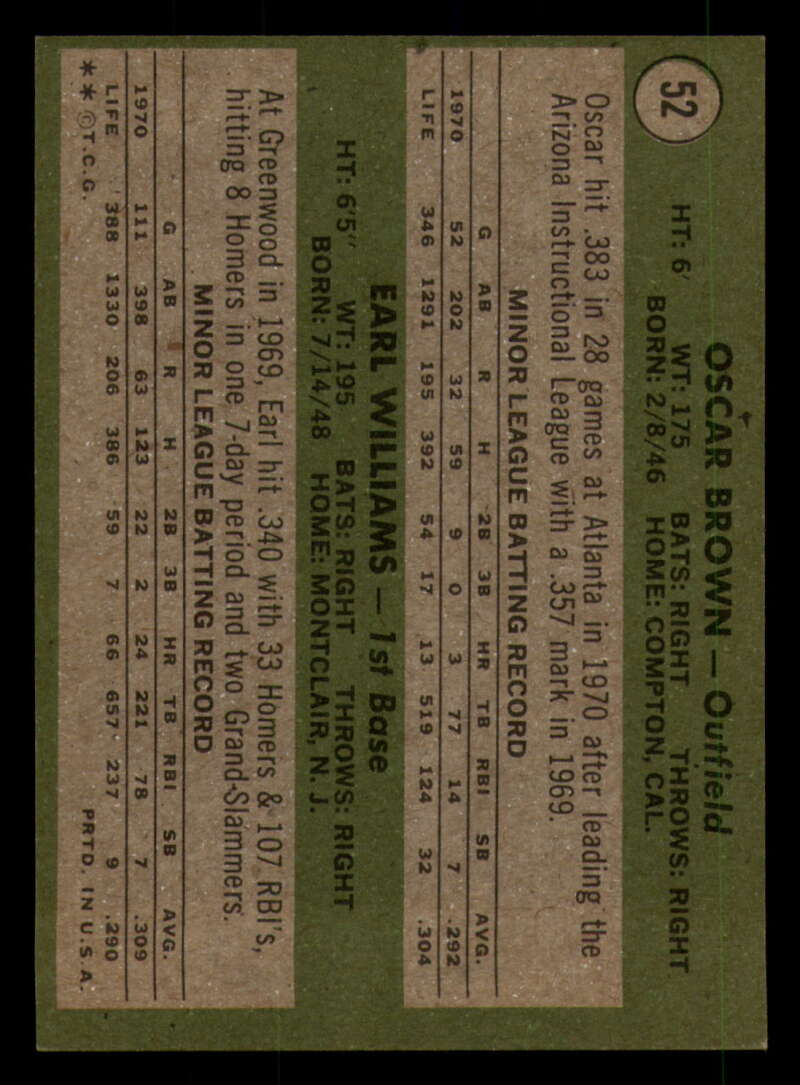 52
OSCAR BROWN — Outfield
HT: 6' WT: 175 BATS: RIGHT THROWS: RIGHT
BORN: 2/8/46 HOME: COMPTON, CAL.
Oscar hit .383 in 28 games at Atlanta in 1970 after leading the
Arizona Instructional League with a .357 mark in 1969.
MINOR LEAGUE BATTING RECORD
G AB R H 2B 3B HR TB RBI SB AVG.
1970 52 202 32 59 9 0 3 77 14 7 .292
LIFE 346 1291 195 392 54 17 13 519 124 32 .304
EARL WILLIAMS — 1st Base
HT: 6'5" WT: 195 BATS: RIGHT THROWS: RIGHT
BORN: 7/14/48 HOME: MONTCLAIR, N. J.
At Greenwood in 1969, Earl hit .340 with 33 Homers & 107 RBI's,
hitting 8 Homers in one 7-day period and two Grand-Slammers.
MINOR LEAGUE BATTING RECORD
G AB R H 2B 3B HR TB RBI SB AVG.
1970 111 398 63 123 22 2 24 221 78 7 .309
LIFE 388 1330 206 386 59 7 66 657 237 9 .290
* * ©T.C.G. PRTD. IN U.S.A.